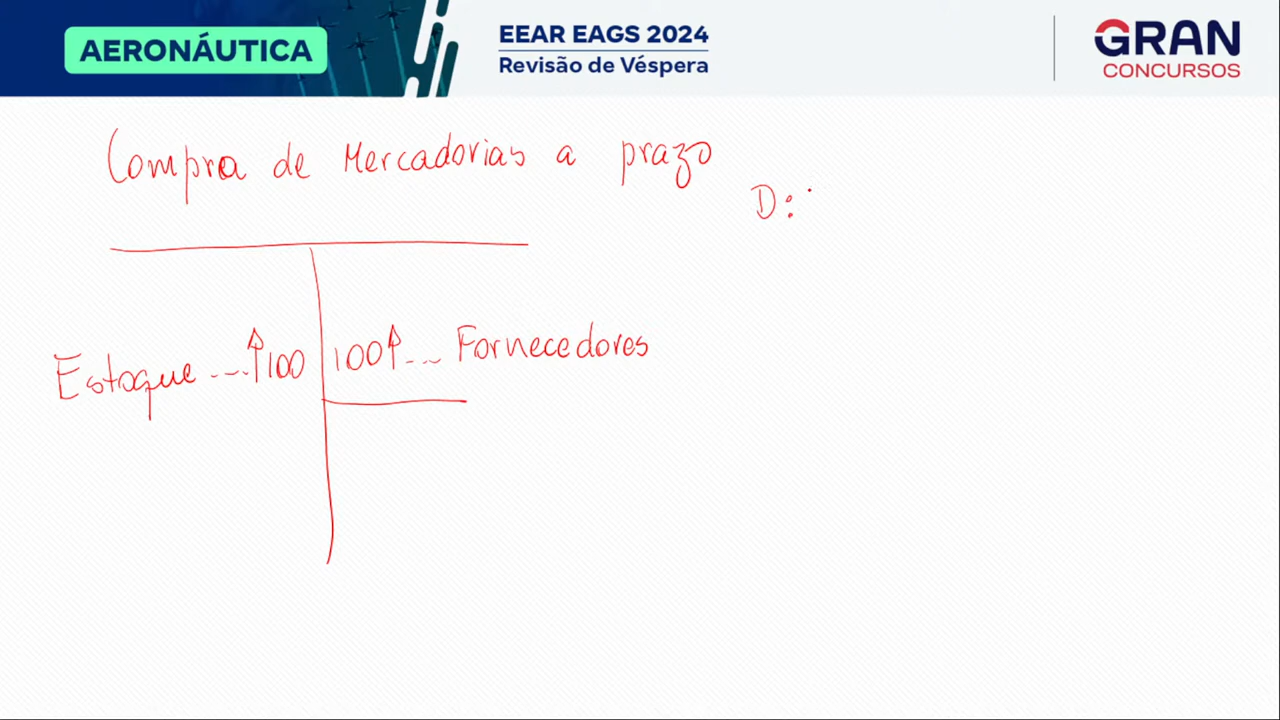 AERONÁUTICA
EEAR EAGS 2024
Revisão de Véspera
GRAN
CONCURSOS
Compra de Mercadorias a prazo
D:
Estoque ....↑100 100↑... Fornecedores